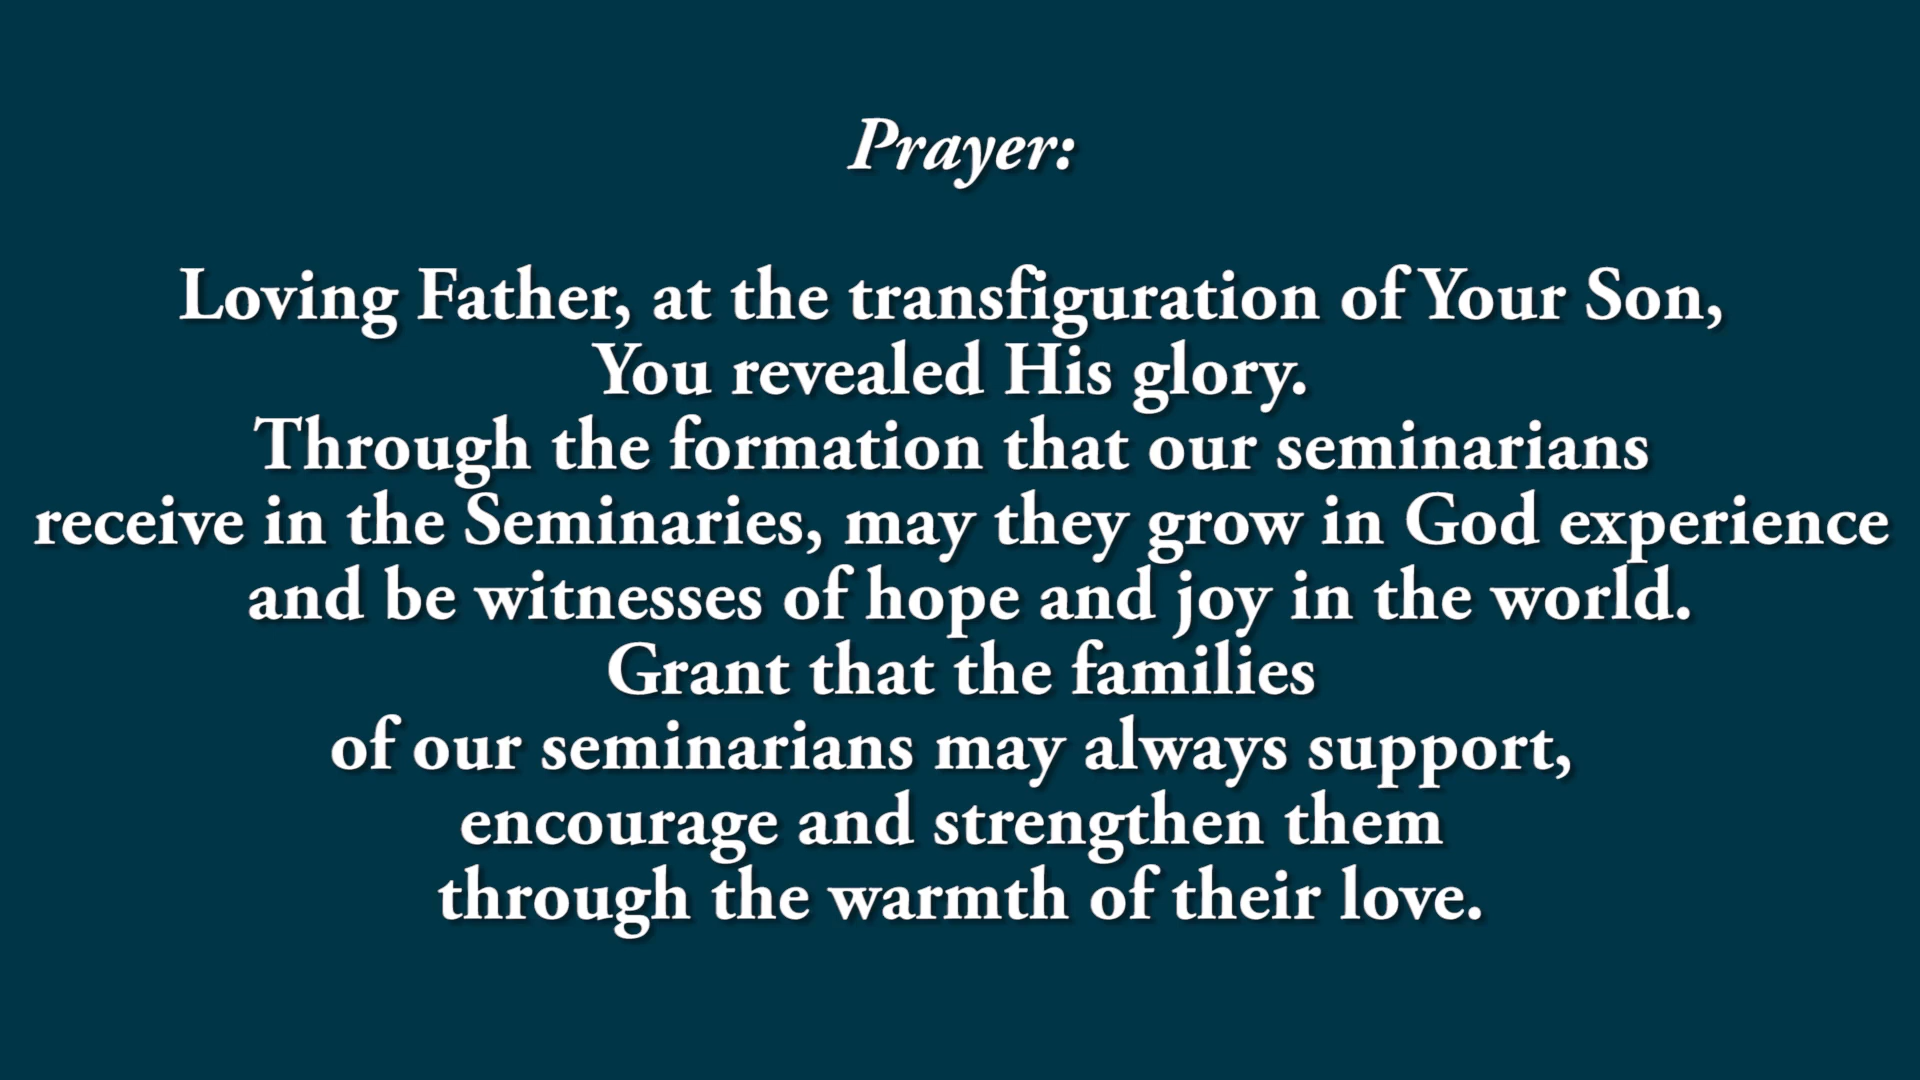 Prayer:
Loving Father, at the transfiguration of Your Son,
You revealed His glory.
Through the formation that our seminarians
receive in the Seminaries, may they grow in God experience
and be witnesses of hope and joy in the world.
Grant that the families
of our seminarians may always support,
encourage and strengthen them
through the warmth of their love.